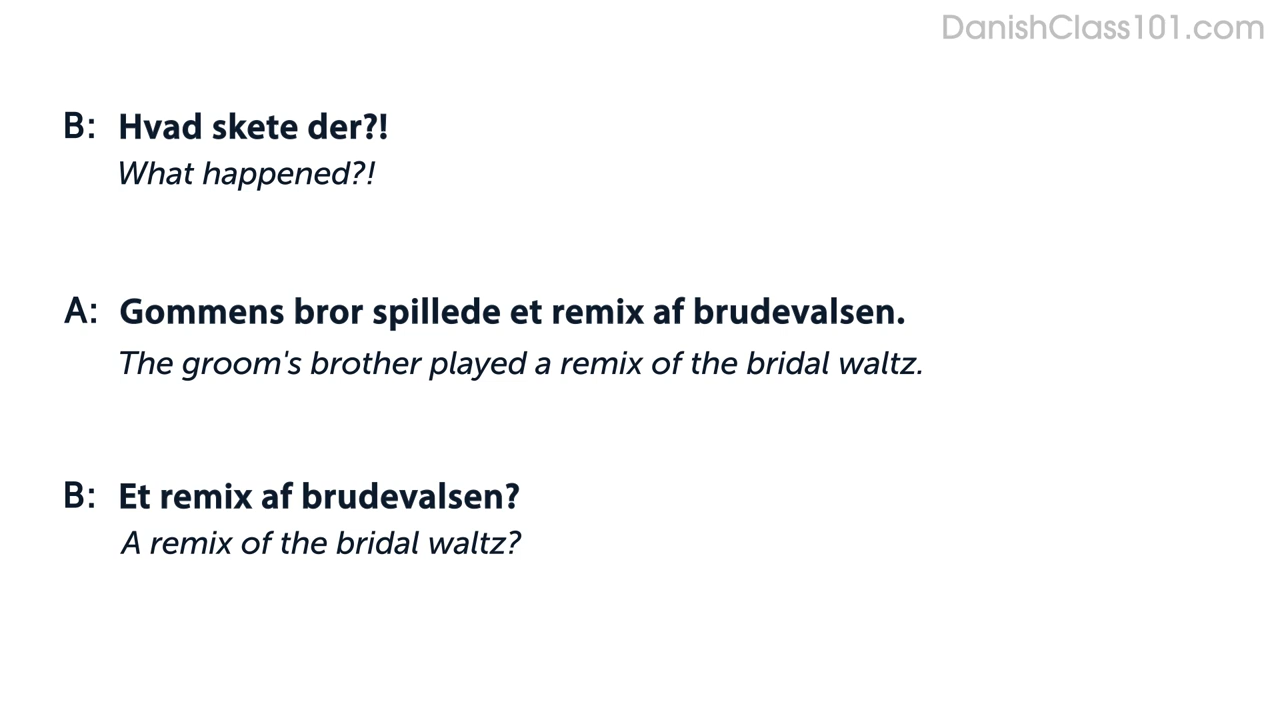 DanishClass101.com
B: Hvad skete der?!
What happened?!
A: Gommens bror spillede et remix af brudevalsen.
The groom's brother played a remix of the bridal waltz.
B: Et remix af brudevalsen?
A remix of the bridal waltz?